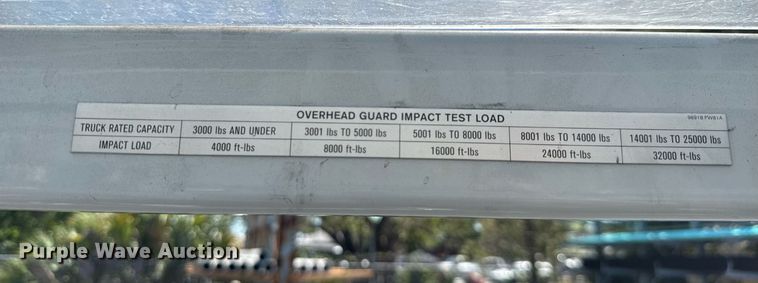 OVERHEAD GUARD IMPACT TEST LOAD 96918 FW81A
TRUCK RATED CAPACITY 3000 lbs AND UNDER 3001 lbs TO 5000 lbs 5001 lbs TO 8000 lbs 8001 lbs TO 14000 lbs 14001 lbs TO 25000 lbs
IMPACT LOAD 4000 ft-lbs 8000 ft-lbs 16000 ft-lbs 24000 ft-lbs 32000 ft-lbs
Purple Wave Auction